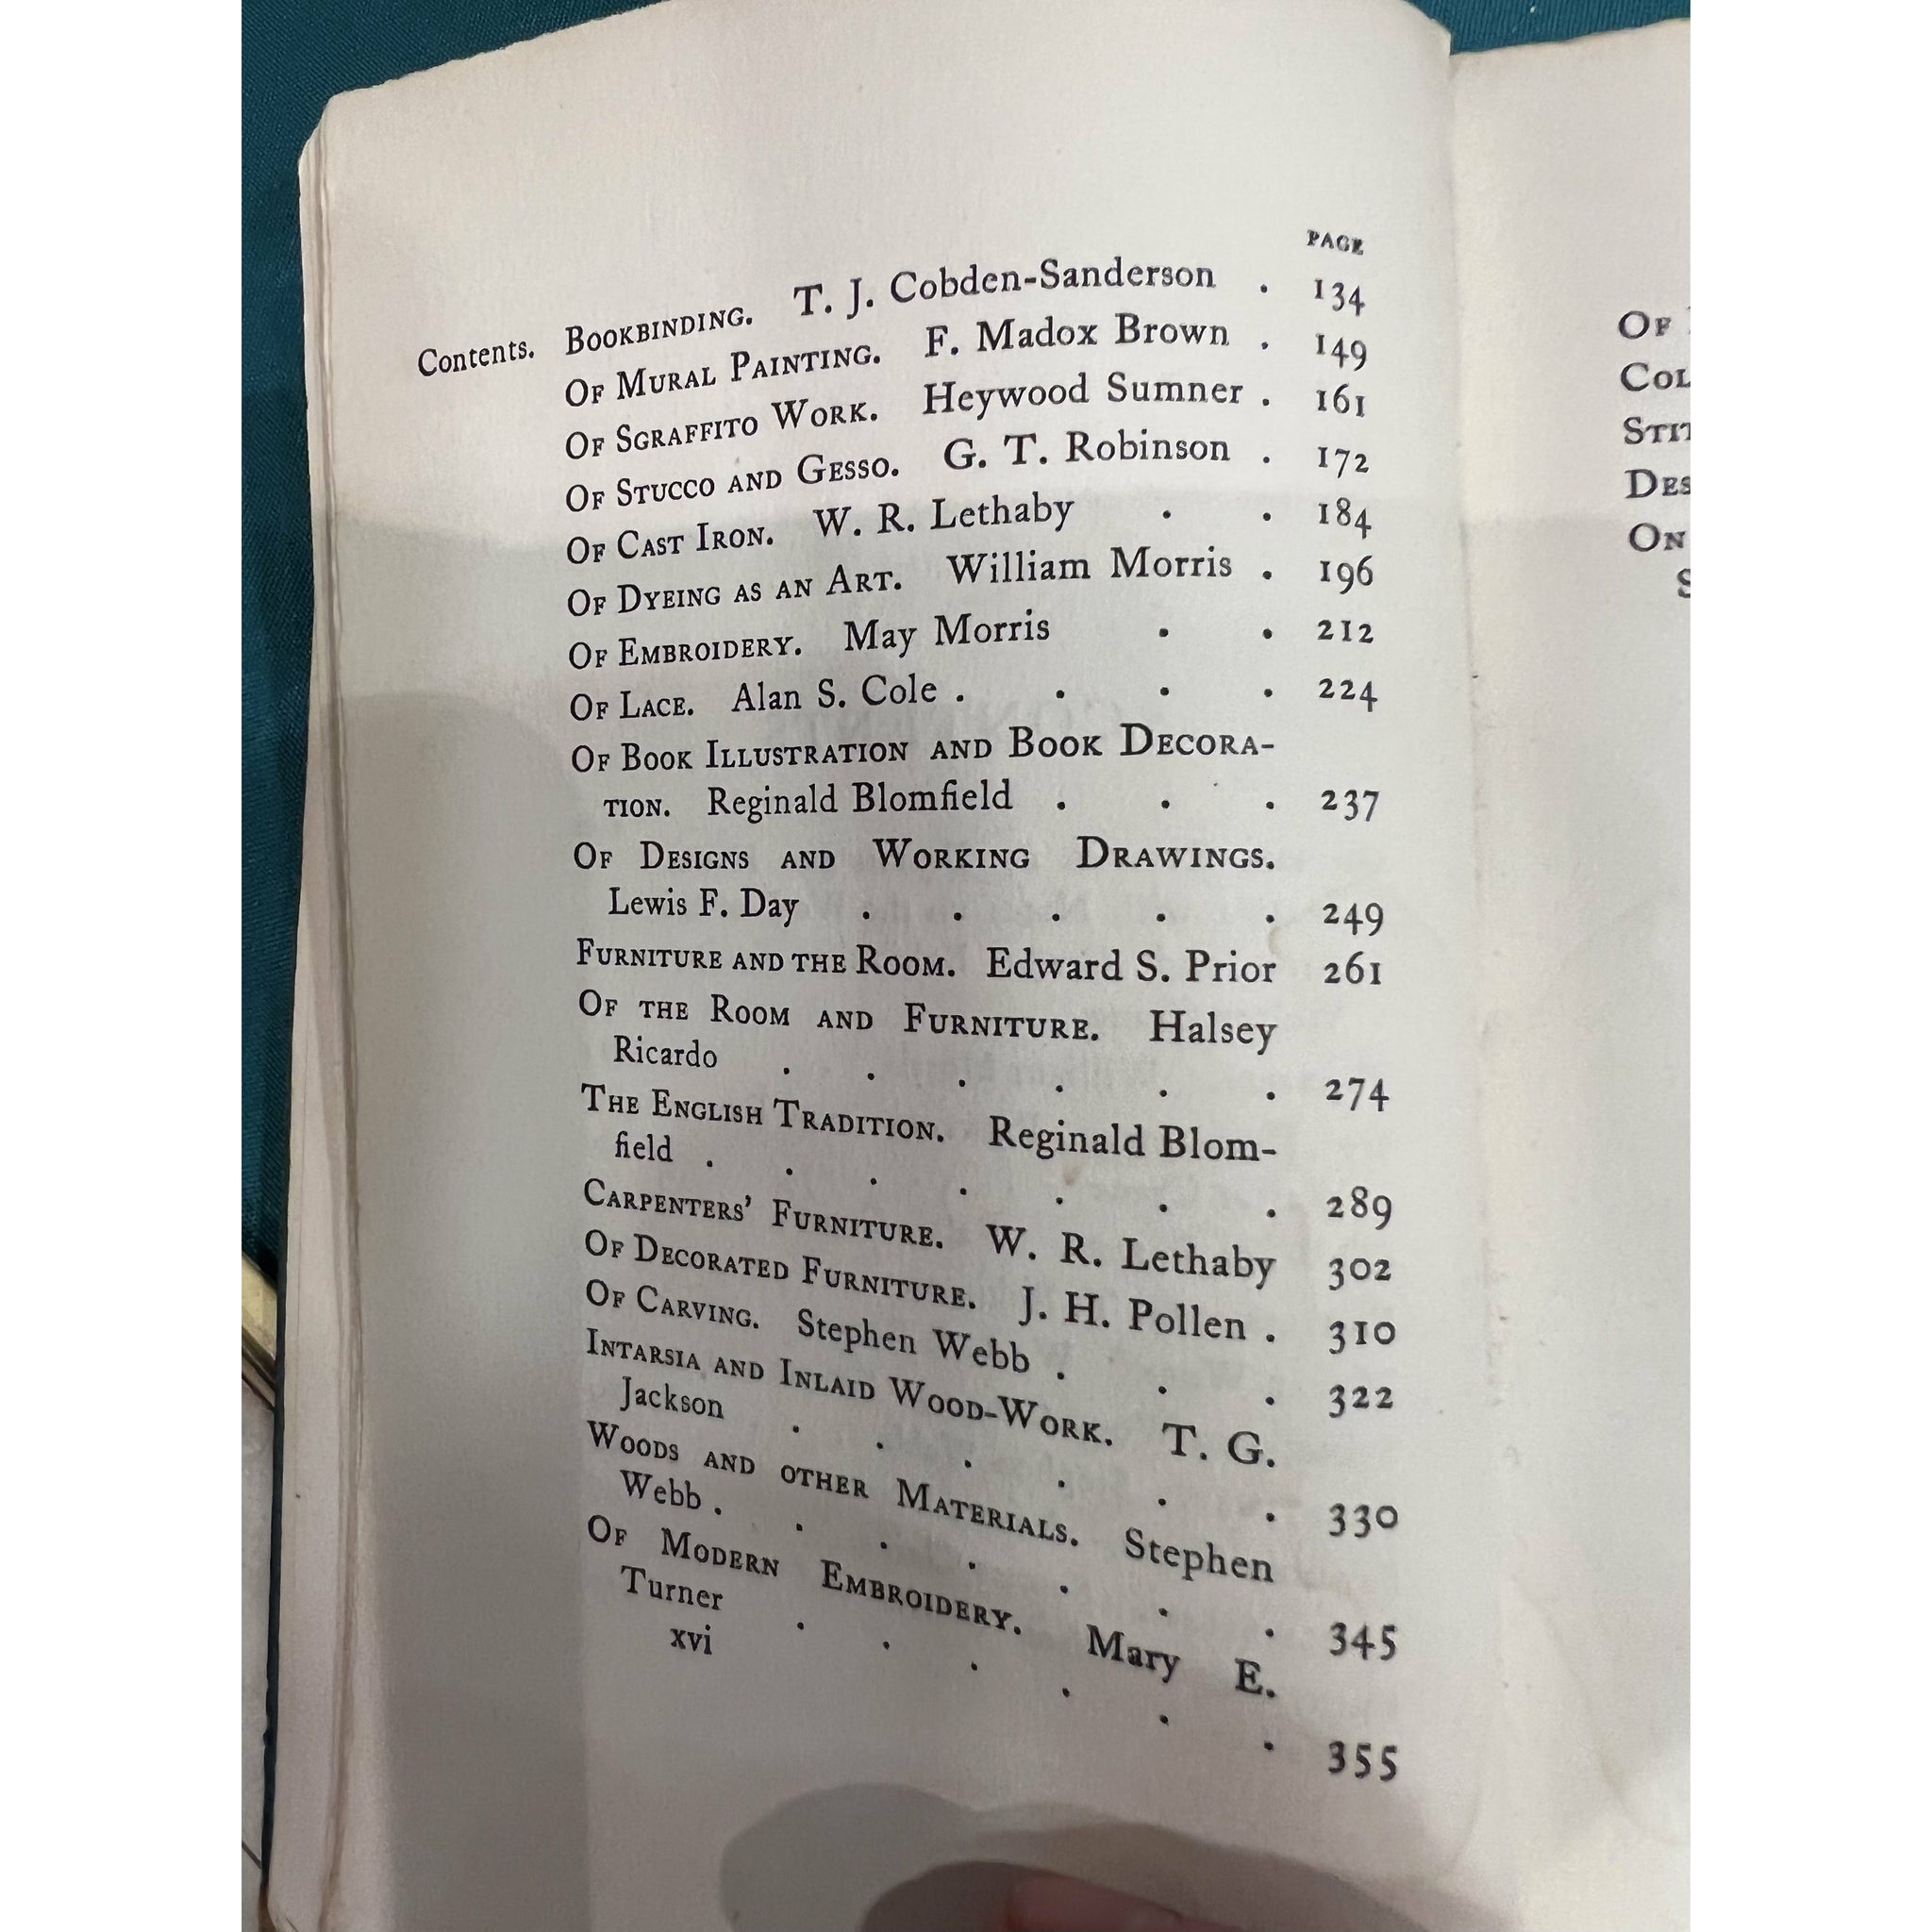 PAGE
Contents. BOOKBINDING. T. J. Cobden-Sanderson . 134
OF MURAL PAINTING. F. Madox Brown . 149
OF SGRAFFITO WORK. Heywood Sumner . 161
OF STUCCO AND GESSO. G. T. Robinson . 172
OF CAST IRON. W. R. Lethaby . . 184
OF DYEING AS AN ART. William Morris . 196
OF EMBROIDERY. May Morris . . 212
OF LACE. Alan S. Cole . . . . 224
OF BOOK ILLUSTRATION AND BOOK DECORA-
TION. Reginald Blomfield . . . 237
OF DESIGNS AND WORKING DRAWINGS.
Lewis F. Day . . . . . 249
FURNITURE AND THE ROOM. Edward S. Prior 261
OF THE ROOM AND FURNITURE. Halsey
Ricardo . . . . . . 274
THE ENGLISH TRADITION. Reginald Blom-
field . . . . . . . 289
CARPENTERS' FURNITURE. W. R. Lethaby 302
OF DECORATED FURNITURE. J. H. Pollen . 310
OF CARVING. Stephen Webb . . . 322
INTARSIA AND INLAID WOOD-WORK. T. G.
Jackson . . . . . . 330
WOODS AND OTHER MATERIALS. Stephen
Webb . . . . . . . 345
OF MODERN EMBROIDERY. Mary E.
Turner . . . . . . 355
xvi
OF
COL
STIT
DES
ON
S